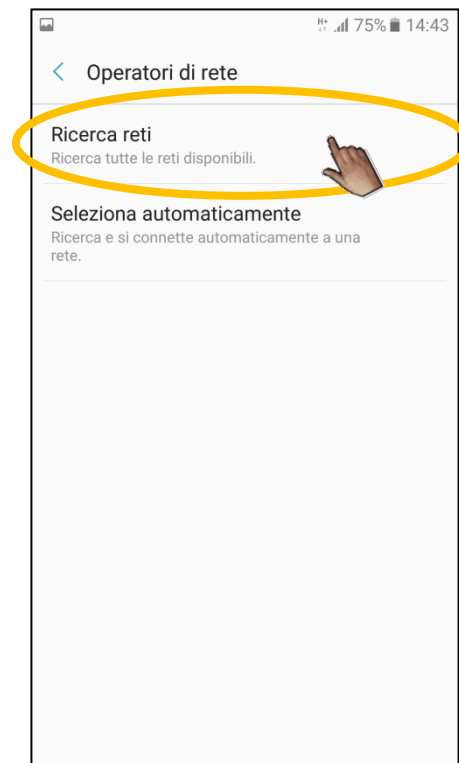 H+ 75% 14:43
Operatori di rete
Ricerca reti
Ricerca tutte le reti disponibili.
Seleziona automaticamente
Ricerca e si connette automaticamente a una
rete.